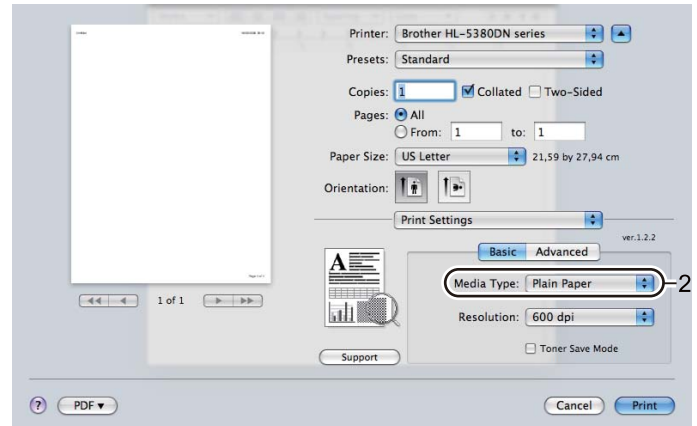 Printer: Brother HL-5380DN series
Presets: Standard
Copies: 1 Collated Two-Sided
Pages: All
From: 1 to: 1
Paper Size: US Letter 21,59 by 27,94 cm
Orientation:
Print Settings
ver.1.2.2
Basic Advanced
Media Type: Plain Paper 2
1 of 1
Resolution: 600 dpi
Toner Save Mode
Support
? PDF Cancel Print